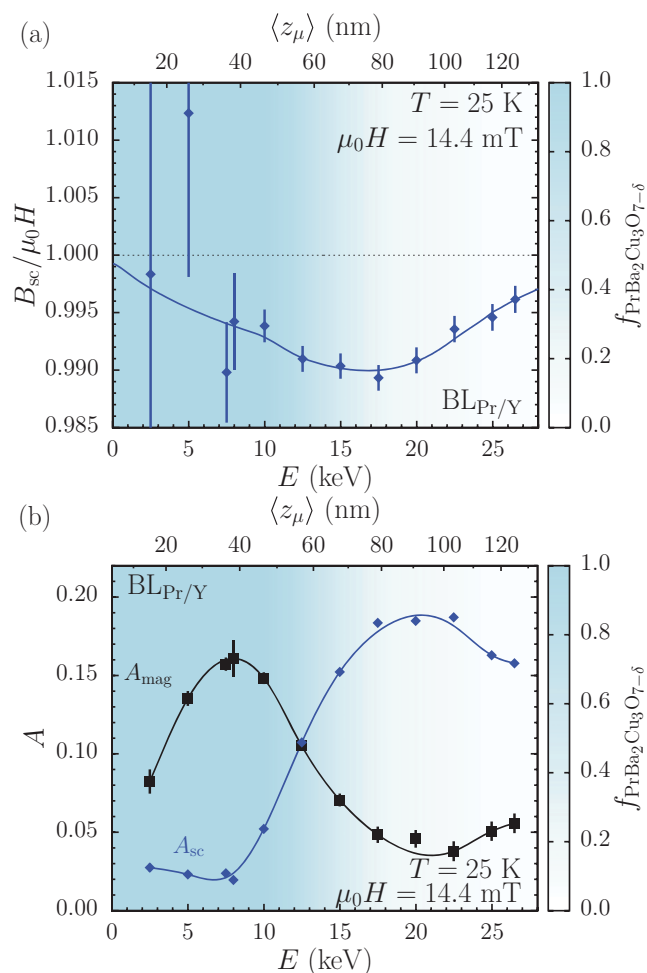 (a)
⟨z_μ⟩ (nm)
20 40 60 80 100 120
1.015
1.010
1.005
1.000
0.995
0.990
0.985
B_sc/μ_0H
T = 25 K
μ_0H = 14.4 mT
BL_Pr/Y
0 5 10 15 20 25
E (keV)
1.0
0.8
0.6
0.4
0.2
0.0
f_PrBa_2Cu_3O_7−δ
(b)
⟨z_μ⟩ (nm)
20 40 60 80 100 120
0.20
0.15
0.10
0.05
0.00
A
BL_Pr/Y
A_mag
A_sc
T = 25 K
μ_0H = 14.4 mT
0 5 10 15 20 25
E (keV)
1.0
0.8
0.6
0.4
0.2
0.0
f_PrBa_2Cu_3O_7−δ